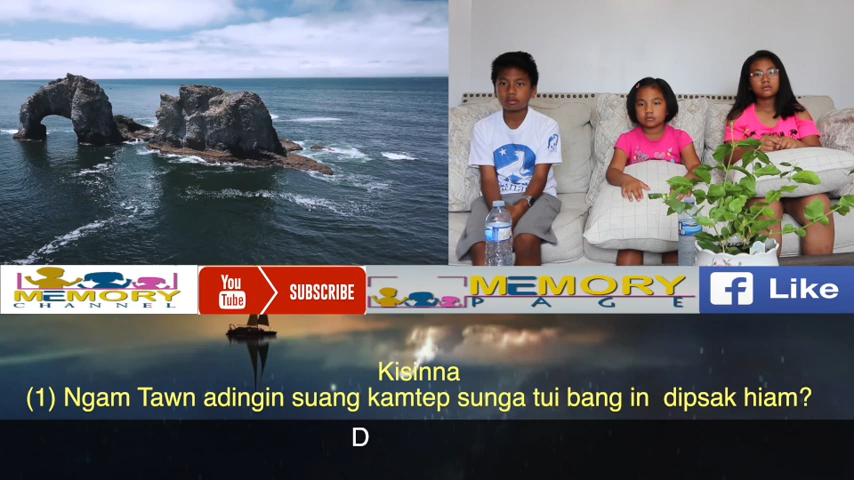 MEMORY
CHANNEL
You
Tube
SUBSCRIBE
MEMORY
PAGE
f Like
Kisinna
(1) Ngam Tawn adingin suang kamtep sunga tui bang in dipsak hiam?
D